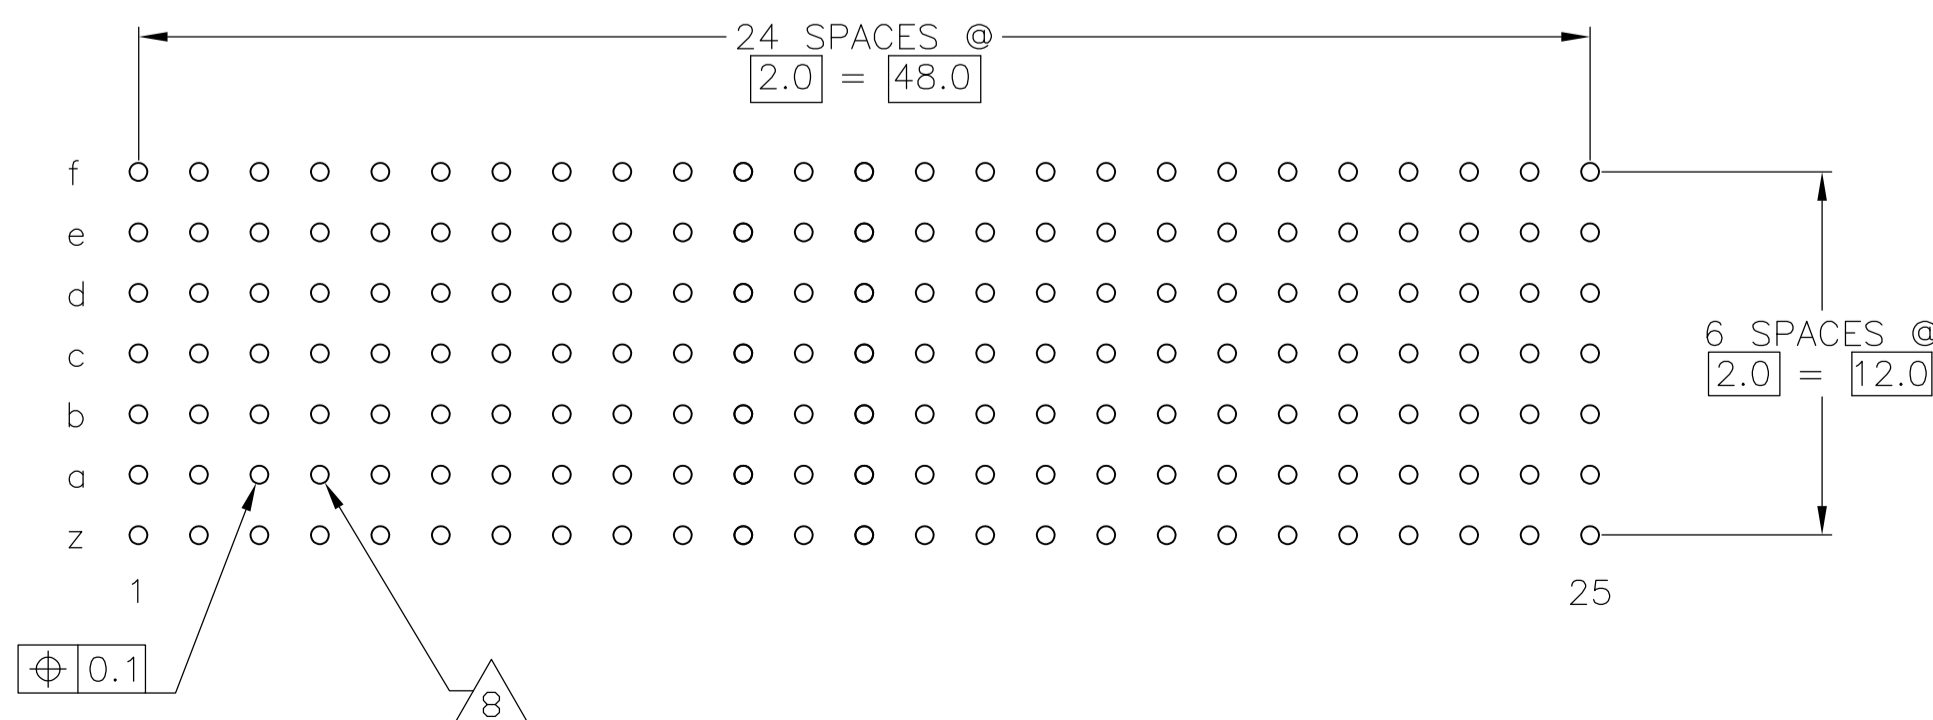 24 SPACES @
2.0 = 48.0
f
e
d
c
6 SPACES @
2.0 = 12.0
b
a
z
1
25
⌖ 0.1
8